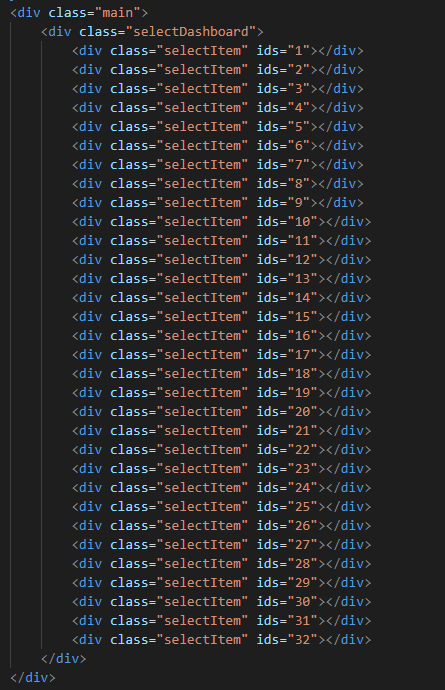 <div class="main">
<div class="selectDashboard">
<div class="selectItem" ids="1"></div>
<div class="selectItem" ids="2"></div>
<div class="selectItem" ids="3"></div>
<div class="selectItem" ids="4"></div>
<div class="selectItem" ids="5"></div>
<div class="selectItem" ids="6"></div>
<div class="selectItem" ids="7"></div>
<div class="selectItem" ids="8"></div>
<div class="selectItem" ids="9"></div>
<div class="selectItem" ids="10"></div>
<div class="selectItem" ids="11"></div>
<div class="selectItem" ids="12"></div>
<div class="selectItem" ids="13"></div>
<div class="selectItem" ids="14"></div>
<div class="selectItem" ids="15"></div>
<div class="selectItem" ids="16"></div>
<div class="selectItem" ids="17"></div>
<div class="selectItem" ids="18"></div>
<div class="selectItem" ids="19"></div>
<div class="selectItem" ids="20"></div>
<div class="selectItem" ids="21"></div>
<div class="selectItem" ids="22"></div>
<div class="selectItem" ids="23"></div>
<div class="selectItem" ids="24"></div>
<div class="selectItem" ids="25"></div>
<div class="selectItem" ids="26"></div>
<div class="selectItem" ids="27"></div>
<div class="selectItem" ids="28"></div>
<div class="selectItem" ids="29"></div>
<div class="selectItem" ids="30"></div>
<div class="selectItem" ids="31"></div>
<div class="selectItem" ids="32"></div>
</div>
</div>